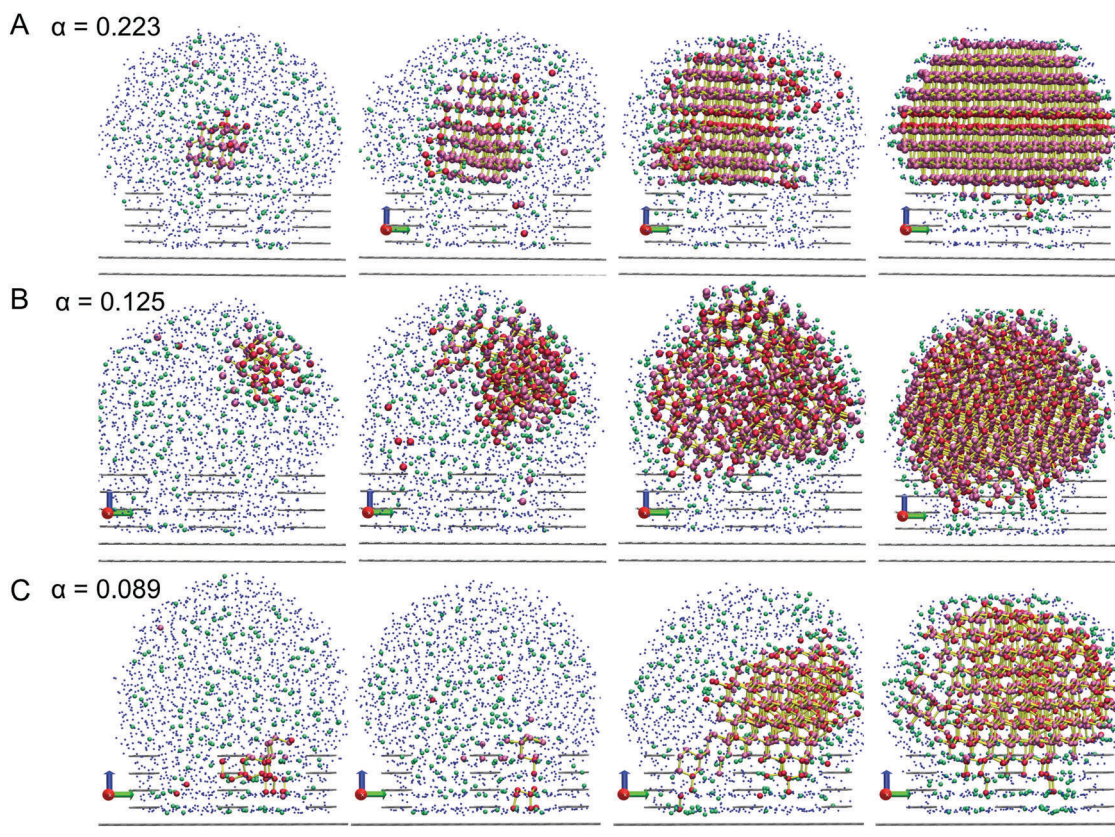 A α = 0.223
B α = 0.125
C α = 0.089